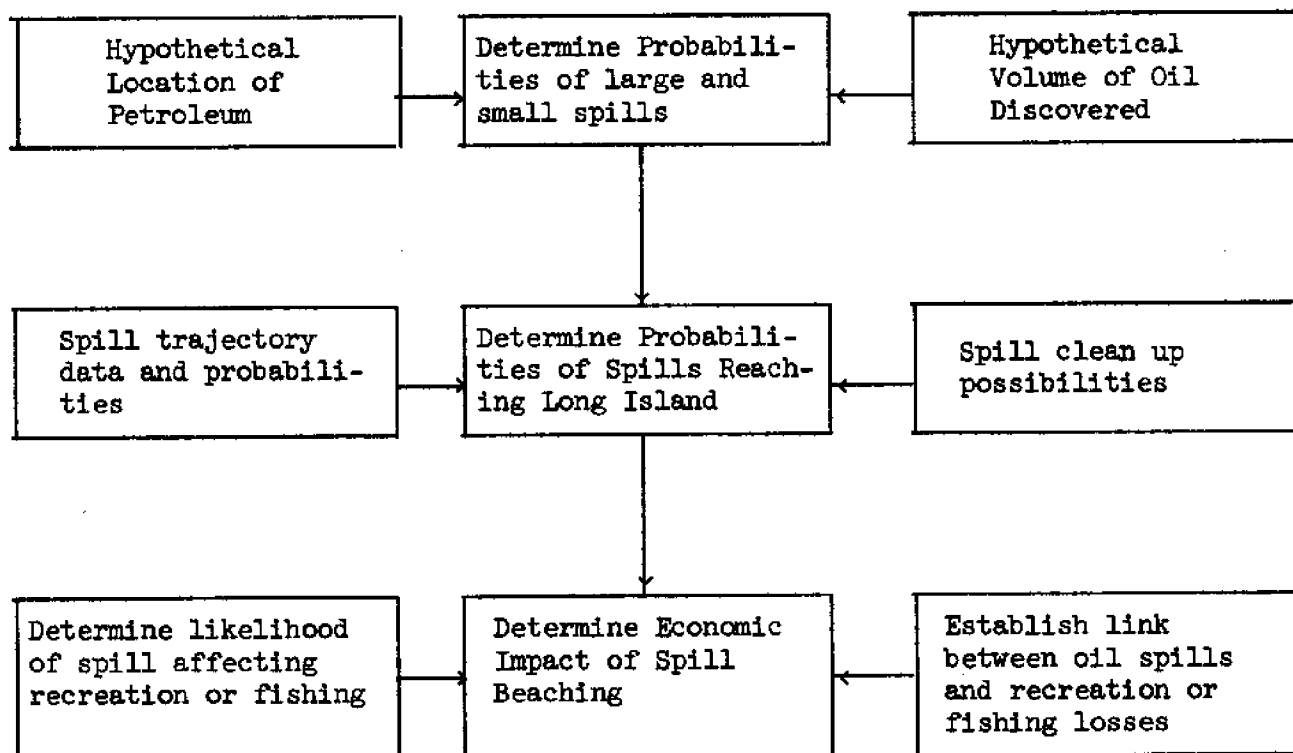 Hypothetical
Location of
Petroleum
Determine Probabili-
ties of large and
small spills
Hypothetical
Volume of Oil
Discovered
Spill trajectory
data and probabili-
ties
Determine Probabili-
ties of Spills Reach-
ing Long Island
Spill clean up
possibilities
Determine likelihood
of spill affecting
recreation or fishing
Determine Economic
Impact of Spill
Beaching
Establish link
between oil spills
and recreation or
fishing losses